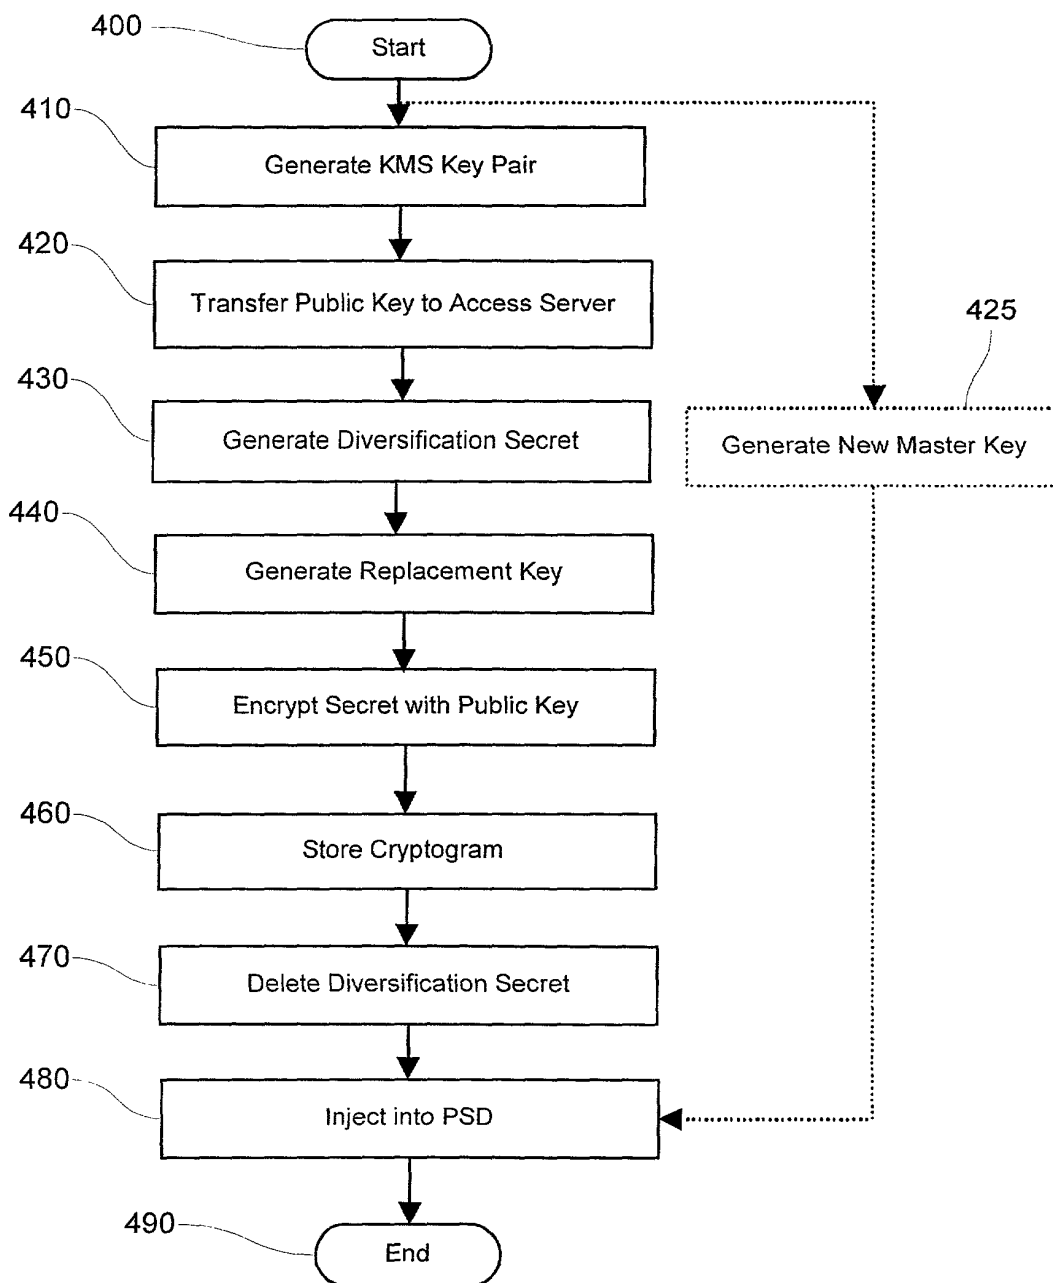 400
Start
410
Generate KMS Key Pair
420
Transfer Public Key to Access Server
425
430
Generate Diversification Secret
Generate New Master Key
440
Generate Replacement Key
450
Encrypt Secret with Public Key
460
Store Cryptogram
470
Delete Diversification Secret
480
Inject into PSD
490
End